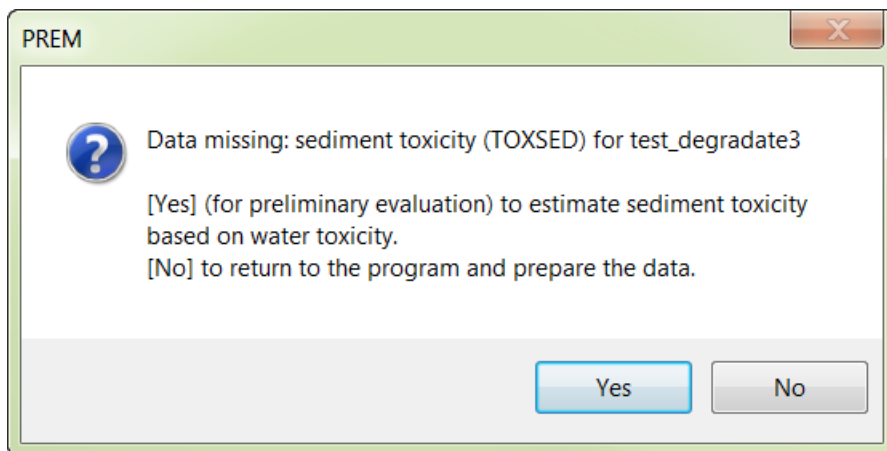 PREM
Data missing: sediment toxicity (TOXSED) for test_degradate3
[Yes] (for preliminary evaluation) to estimate sediment toxicity
based on water toxicity.
[No] to return to the program and prepare the data.
Yes
No